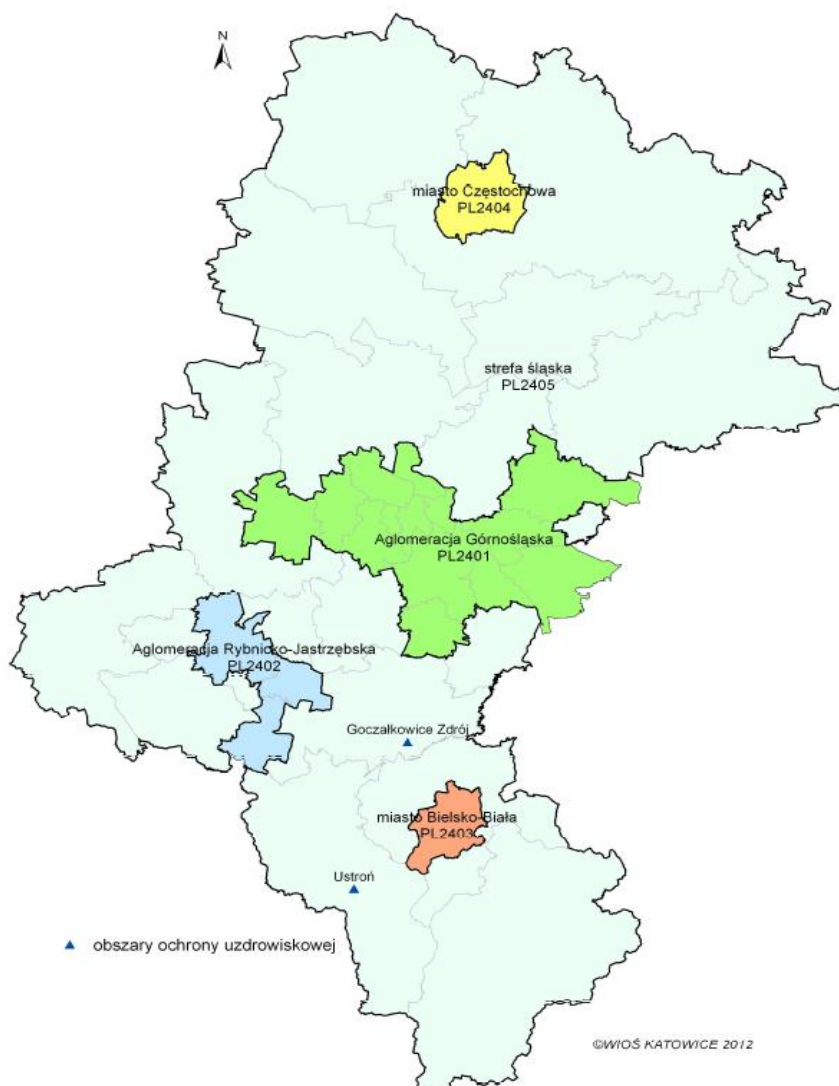 N
miasto Częstochowa
PL2404
strefa śląska
PL2405
Aglomeracja Górnośląska
PL2401
Aglomeracja Rybnicko-Jastrzębska
PL2402
Goczałkowice Zdrój
miasto Bielsko-Biała
PL2403
Ustroń
obszary ochrony uzdrowiskowej
©WIOŚ KATOWICE 2012